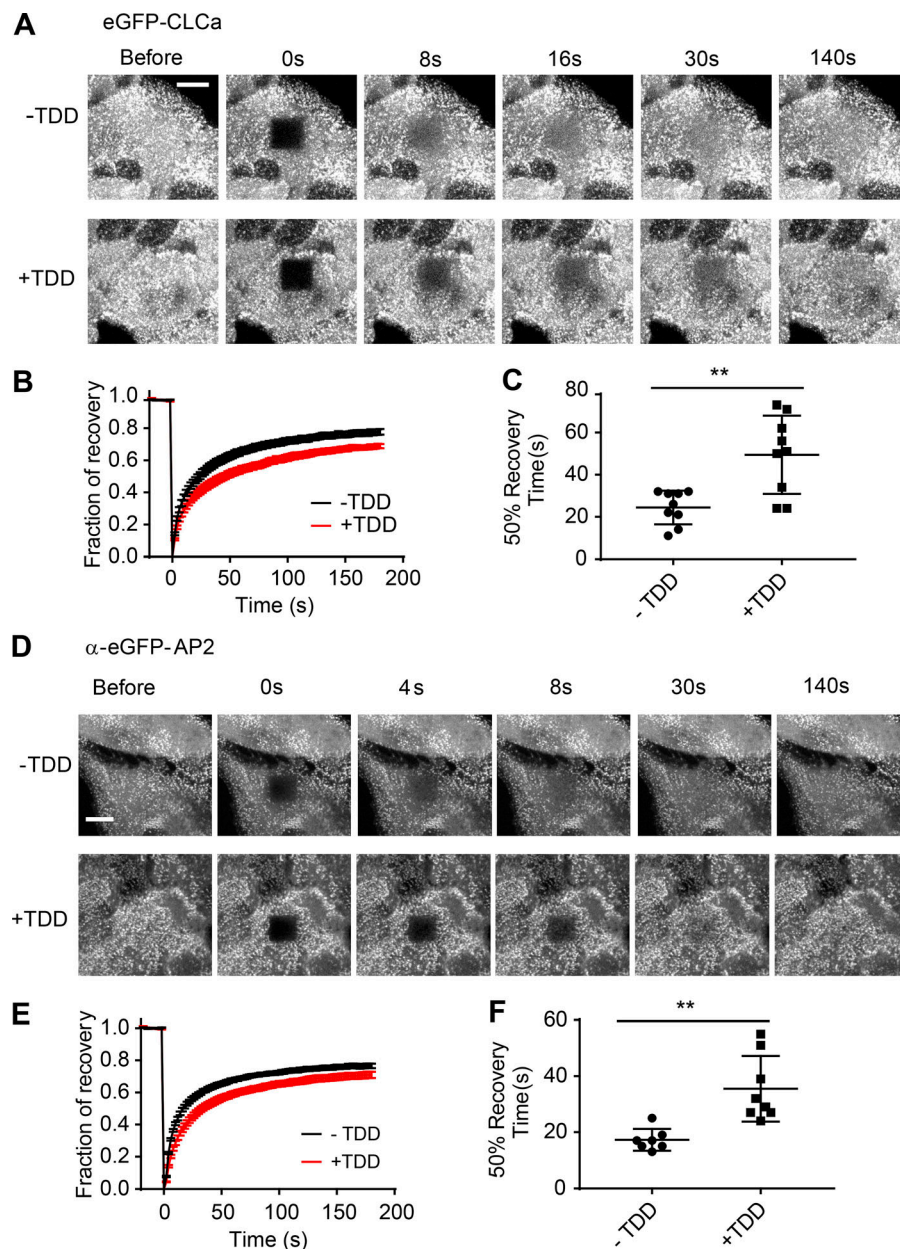 A eGFP-CLCa
Before 0s 8s 16s 30s 140s
-TDD
+TDD
B
Fraction of recovery
1.0
0.8
0.6
0.4
0.2
0.0
-TDD
+TDD
0 50 100 150 200
Time (s)
C
50% Recovery
Time(s)
80
60
40
20
0
**
- TDD
+TDD
D α-eGFP-AP2
Before 0s 4s 8s 30s 140s
-TDD
+TDD
E
Fraction of recovery
1.0
0.8
0.6
0.4
0.2
0.0
- TDD
+TDD
0 50 100 150 200
Time (s)
F
50% Recovery
Time(s)
60
40
20
0
**
- TDD
+TDD